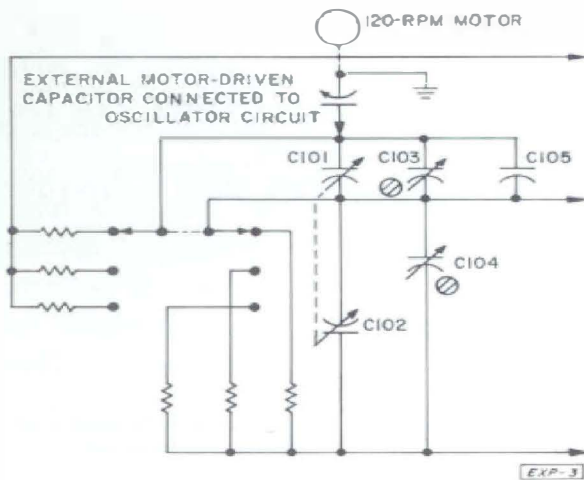 120-RPM MOTOR
EXTERNAL MOTOR-DRIVEN
CAPACITOR CONNECTED TO
OSCILLATOR CIRCUIT
C101
C103
C105
C104
C102
EXP-3